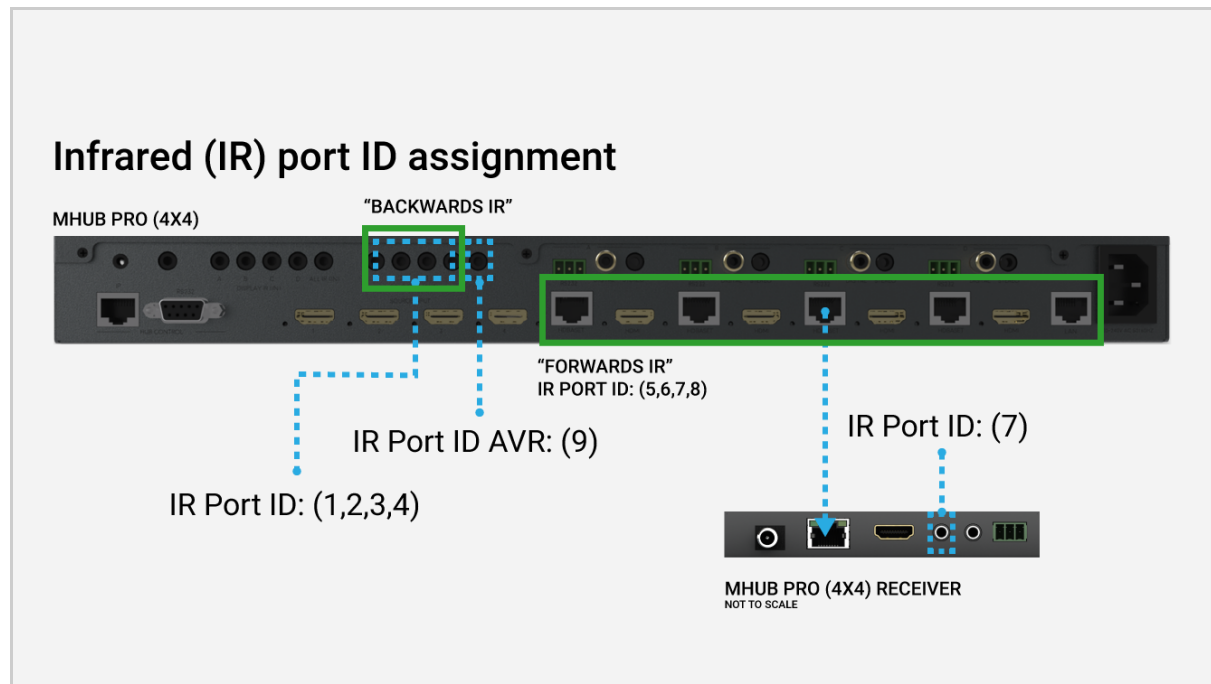 Infrared (IR) port ID assignment
MHUB PRO (4X4)
“BACKWARDS IR”
“FORWARDS IR”
IR PORT ID: (5,6,7,8)
IR Port ID AVR: (9)
IR Port ID: (7)
IR Port ID: (1,2,3,4)
MHUB PRO (4X4) RECEIVER
NOT TO SCALE